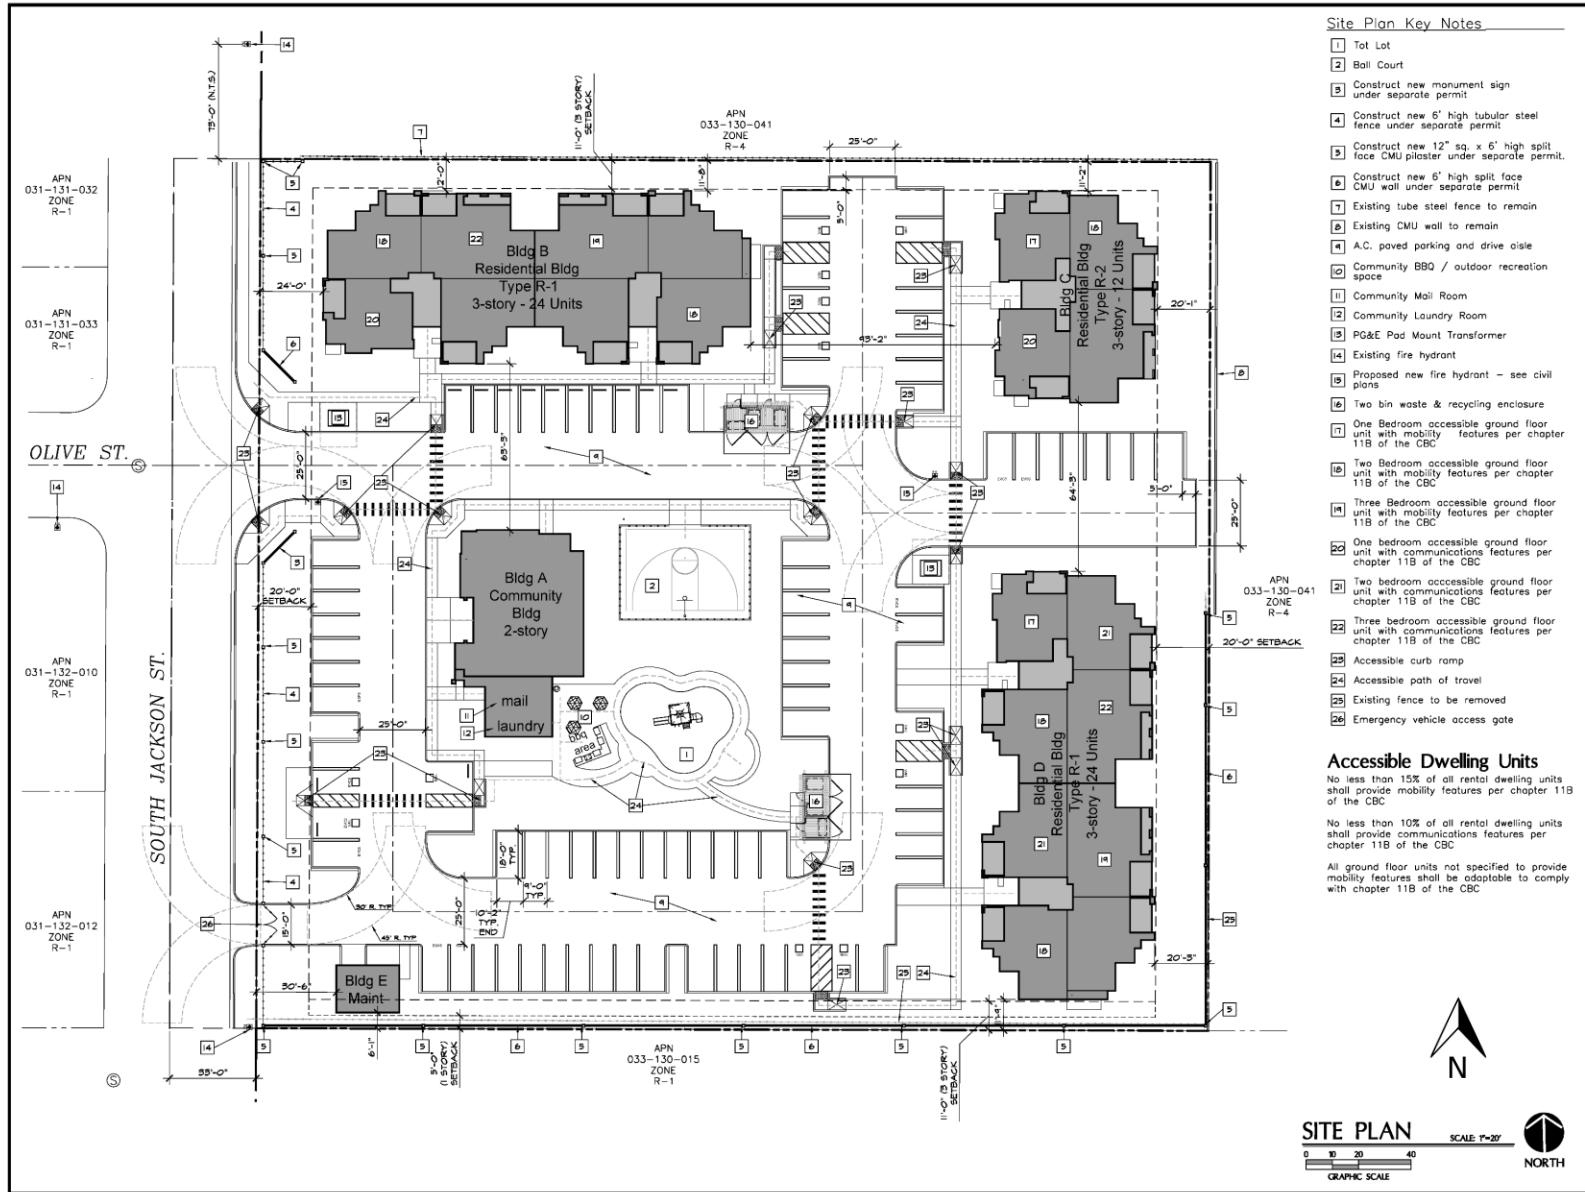 Site Plan Key Notes
1 Tot Lot
2 Ball Court
3 Construct new monument sign
under separate permit
4 Construct new 6' high tubular steel
fence under separate permit
5 Construct new 12" sq. x 6' high split
face CMU pilaster under separate permit.
6 Construct new 6' high split face
CMU wall under separate permit
7 Existing tube steel fence to remain
8 Existing CMU wall to remain
9 A.C. paved parking and drive aisle
10 Community BBQ / outdoor recreation
space
11 Community Mail Room
12 Community Laundry Room
13 PG&E Pad Mount Transformer
14 Existing fire hydrant
15 Proposed new fire hydrant – see civil
plans
16 Two bin waste & recycling enclosure
17 One Bedroom accessible ground floor
unit with mobility features per chapter
11B of the CBC
18 Two Bedroom accessible ground floor
unit with mobility features per chapter
11B of the CBC
19 Three Bedroom accessible ground floor
unit with mobility features per chapter
11B of the CBC
20 One bedroom accessible ground floor
unit with communications features per
chapter 11B of the CBC
21 Two bedroom acccessible ground floor
unit with communications features per
chapter 11B of the CBC
22 Three bedroom accessible ground floor
unit with communications features per
chapter 11B of the CBC
23 Accessible curb ramp
24 Accessible path of travel
25 Existing fence to be removed
26 Emergency vehicle access gate
Accessible Dwelling Units
No less than 15% of all rental dwelling units
shall provide mobility features per chapter 11B
of the CBC
No less than 10% of all rental dwelling units
shall provide communications features per
chapter 11B of the CBC
All ground floor units not specified to provide
mobility features shall be adaptable to comply
with chapter 11B of the CBC
N
SITE PLAN
SCALE: 1"=20'
0 10 20 40
GRAPHIC SCALE
NORTH
14
73'-0" (N.T.S.)
7
11'-0" (3 STORY)
SETBACK
APN
033-130-041
ZONE
R-4
25'-0"
APN
031-131-032
ZONE
R-1
12'-0"
11'-8"
5'-0"
11'-2"
24'-0"
APN
031-131-033
ZONE
R-1
Bldg B
Residential Bldg
Type R-1
3-story - 24 Units
Bldg C
Residential Bldg
Type R-2
3-story - 12 Units
20'-1"
93'-2"
OLIVE ST.
25'-0"
65'-3"
64'-3"
5'-0"
25'-0"
Bldg A
Community
Bldg
2-story
mail
laundry
bbq
area
20'-0"
SETBACK
APN
033-130-041
ZONE
R-4
20'-0" SETBACK
APN
031-132-010
ZONE
R-1
SOUTH JACKSON ST.
25'-0"
Bldg D
Residential Bldg
Type R-1
3-story - 24 Units
18'-0"
TYP.
9'-0"
TYP.
10'-2"
TYP.
END
25'-0"
30' R. TYP
45' R. TYP
15'-0"
APN
031-132-012
ZONE
R-1
20'-3"
30'-6"
Bldg E
Maint
6'-1"
5'-0"
(1 STORY)
SETBACK
APN
033-130-015
ZONE
R-1
11'-0" (3 STORY)
SETBACK